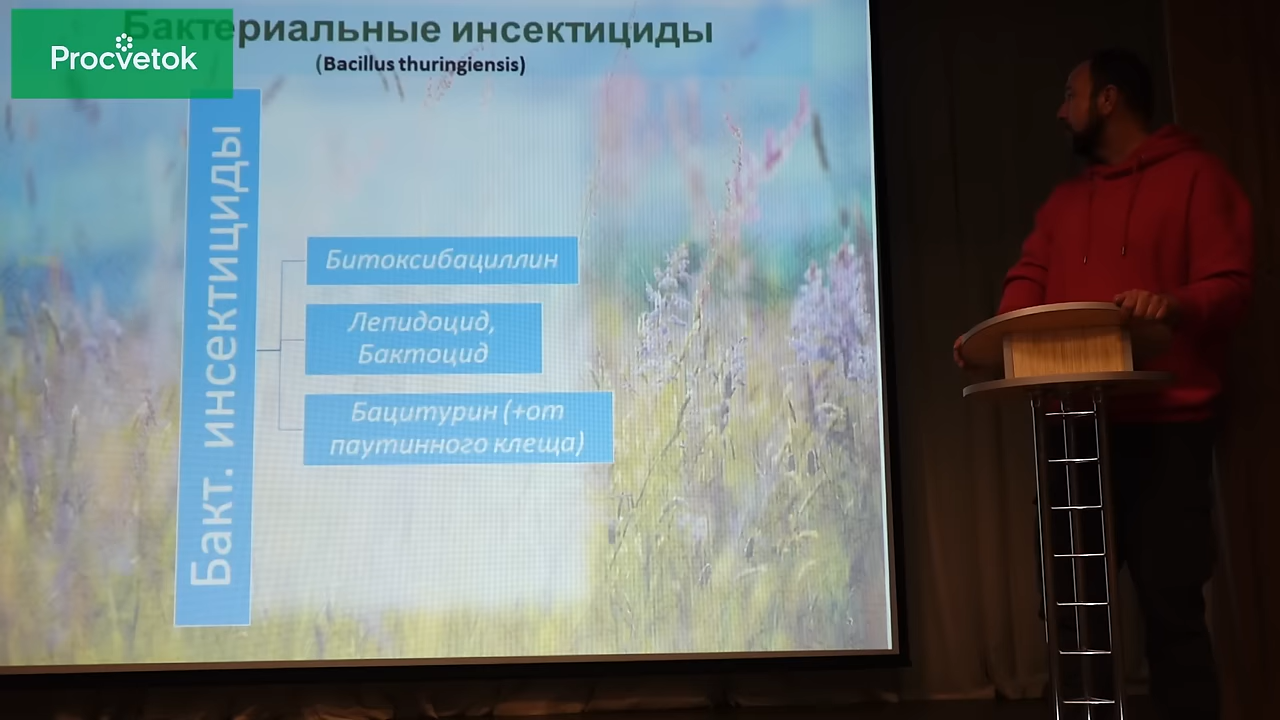 Procvetok
Бактериальные инсектициды
(Bacillus thuringiensis)
Бакт. инсектициды
Битоксибациллин
Лепидоцид,
Бактоцид
Бацитурин (+от
паутинного клеща)